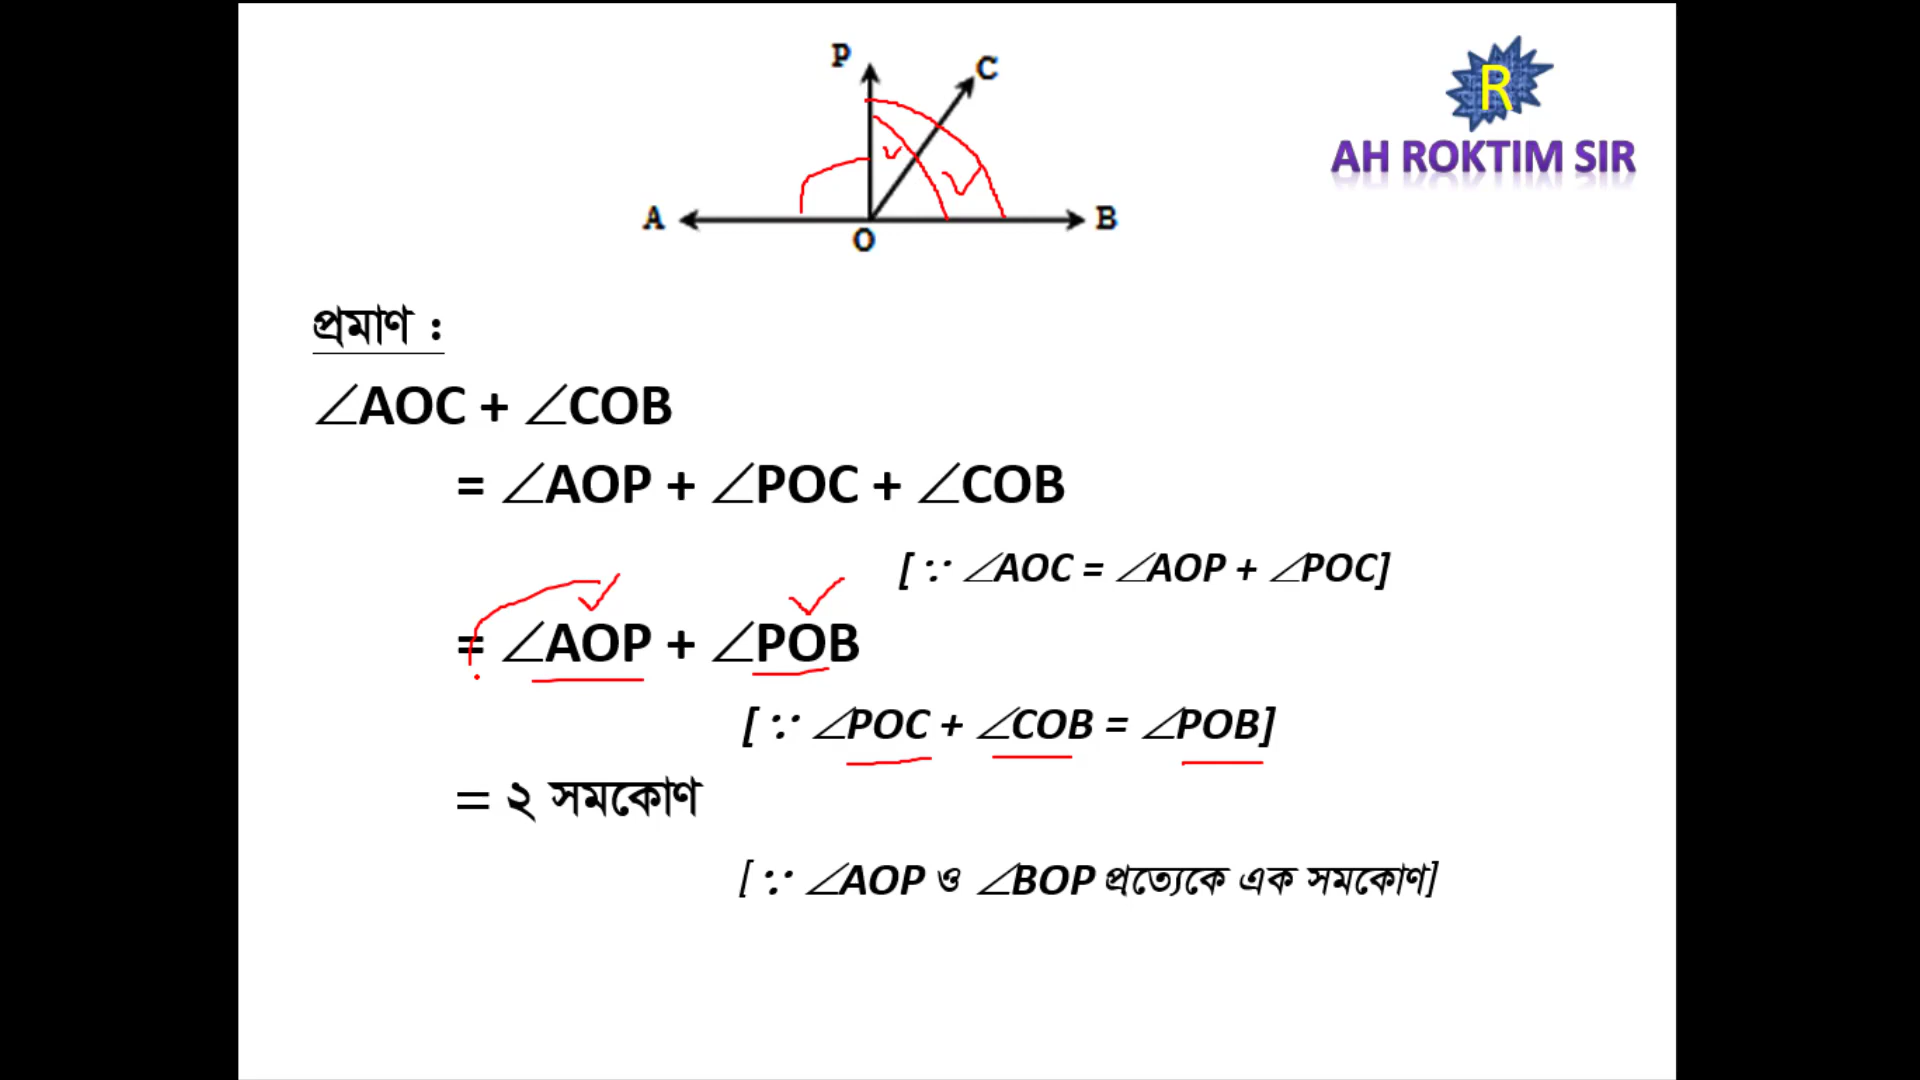 P
C
R
AH ROKTIM SIR
A
O
B
প্রমাণ :
∠AOC + ∠COB
= ∠AOP + ∠POC + ∠COB
[ ∵ ∠AOC = ∠AOP + ∠POC]
= ∠AOP + ∠POB
[ ∵ ∠POC + ∠COB = ∠POB]
= ২ সমকোণ
[ ∵ ∠AOP ও ∠BOP প্রত্যেকে এক সমকোণ]